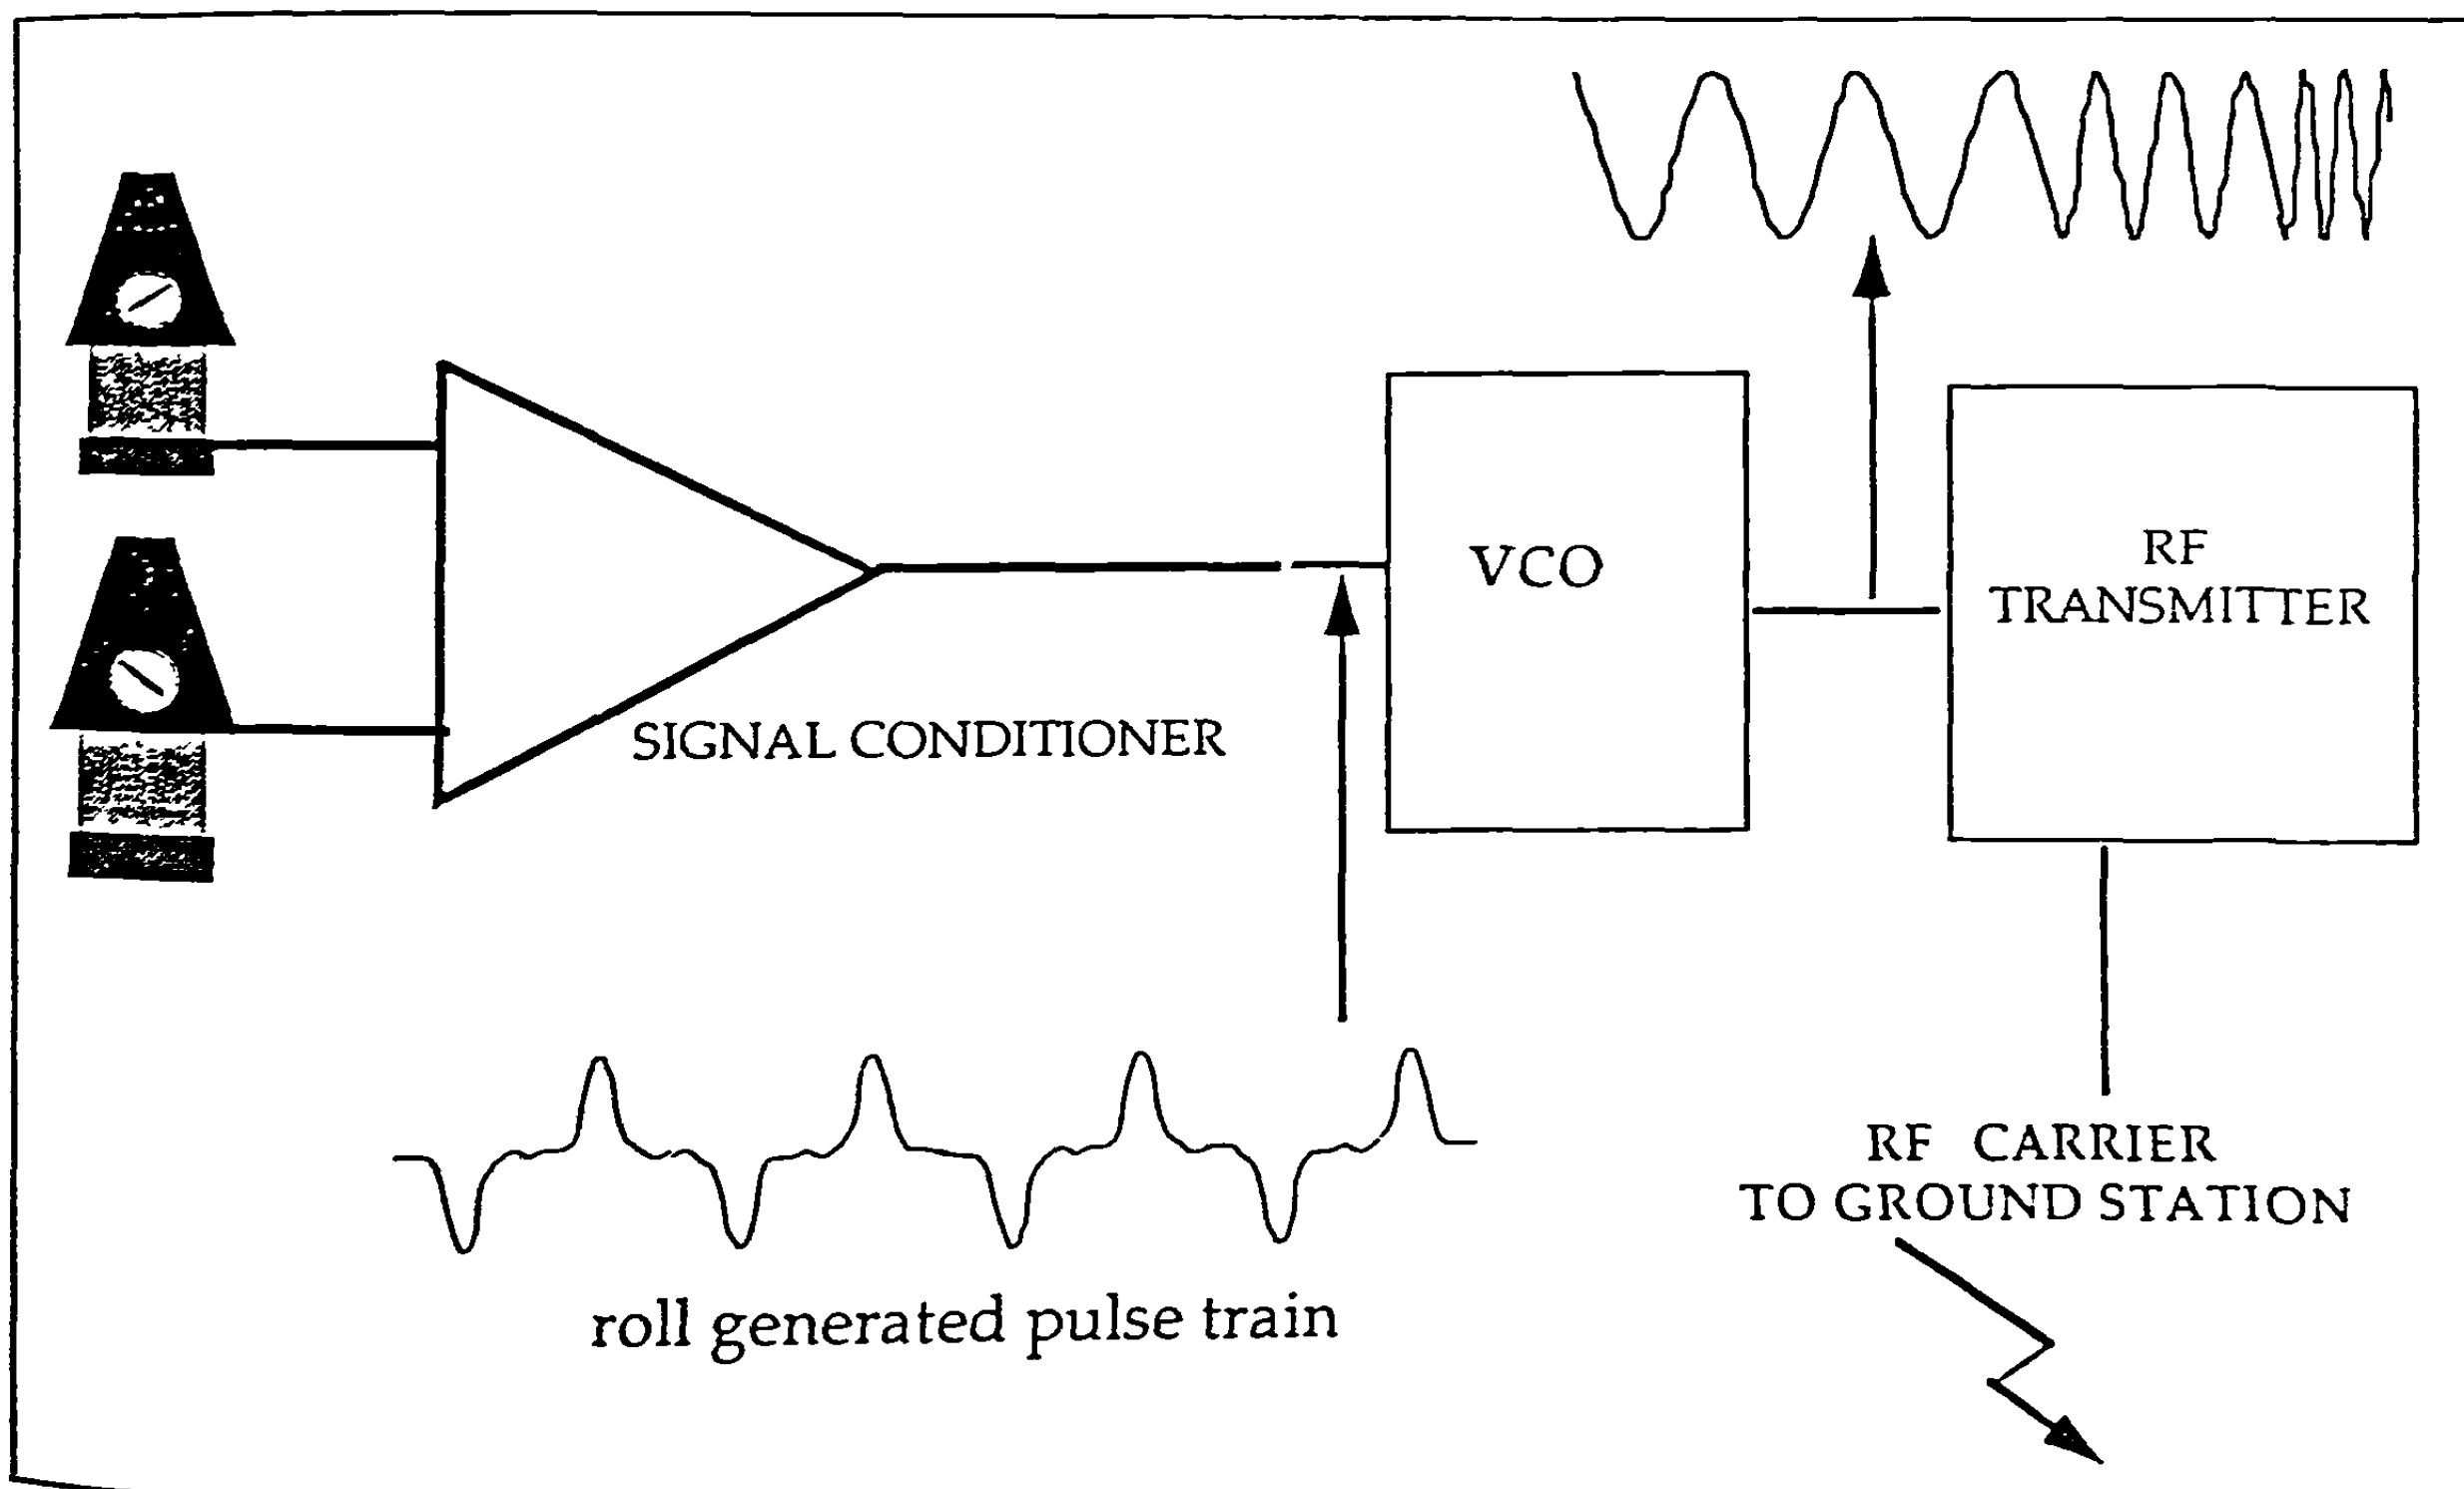 VCO
RF
TRANSMITTER
SIGNAL CONDITIONER
RF CARRIER
TO GROUND STATION
roll generated pulse train